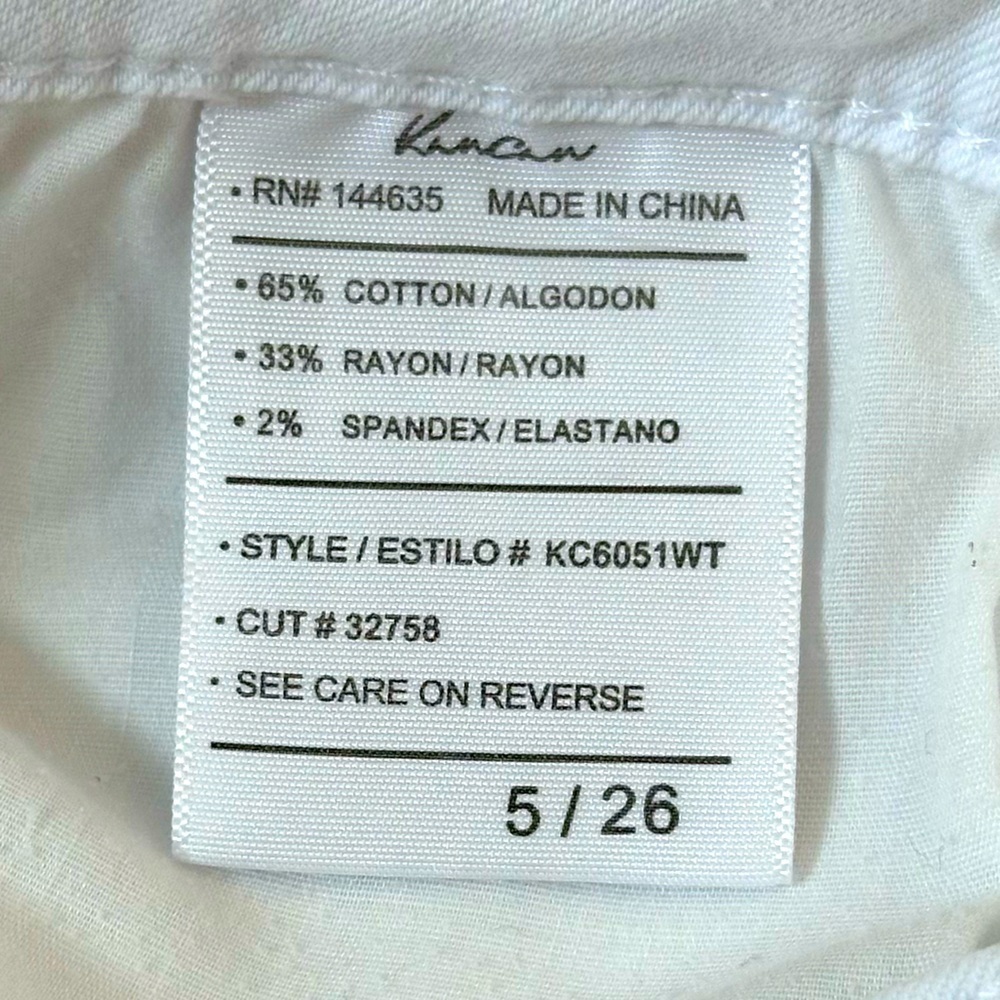 Kancan
• RN# 144635 MADE IN CHINA
• 65% COTTON / ALGODON
• 33% RAYON / RAYON
• 2% SPANDEX / ELASTANO
• STYLE / ESTILO # KC6051WT
• CUT # 32758
• SEE CARE ON REVERSE
5 / 26